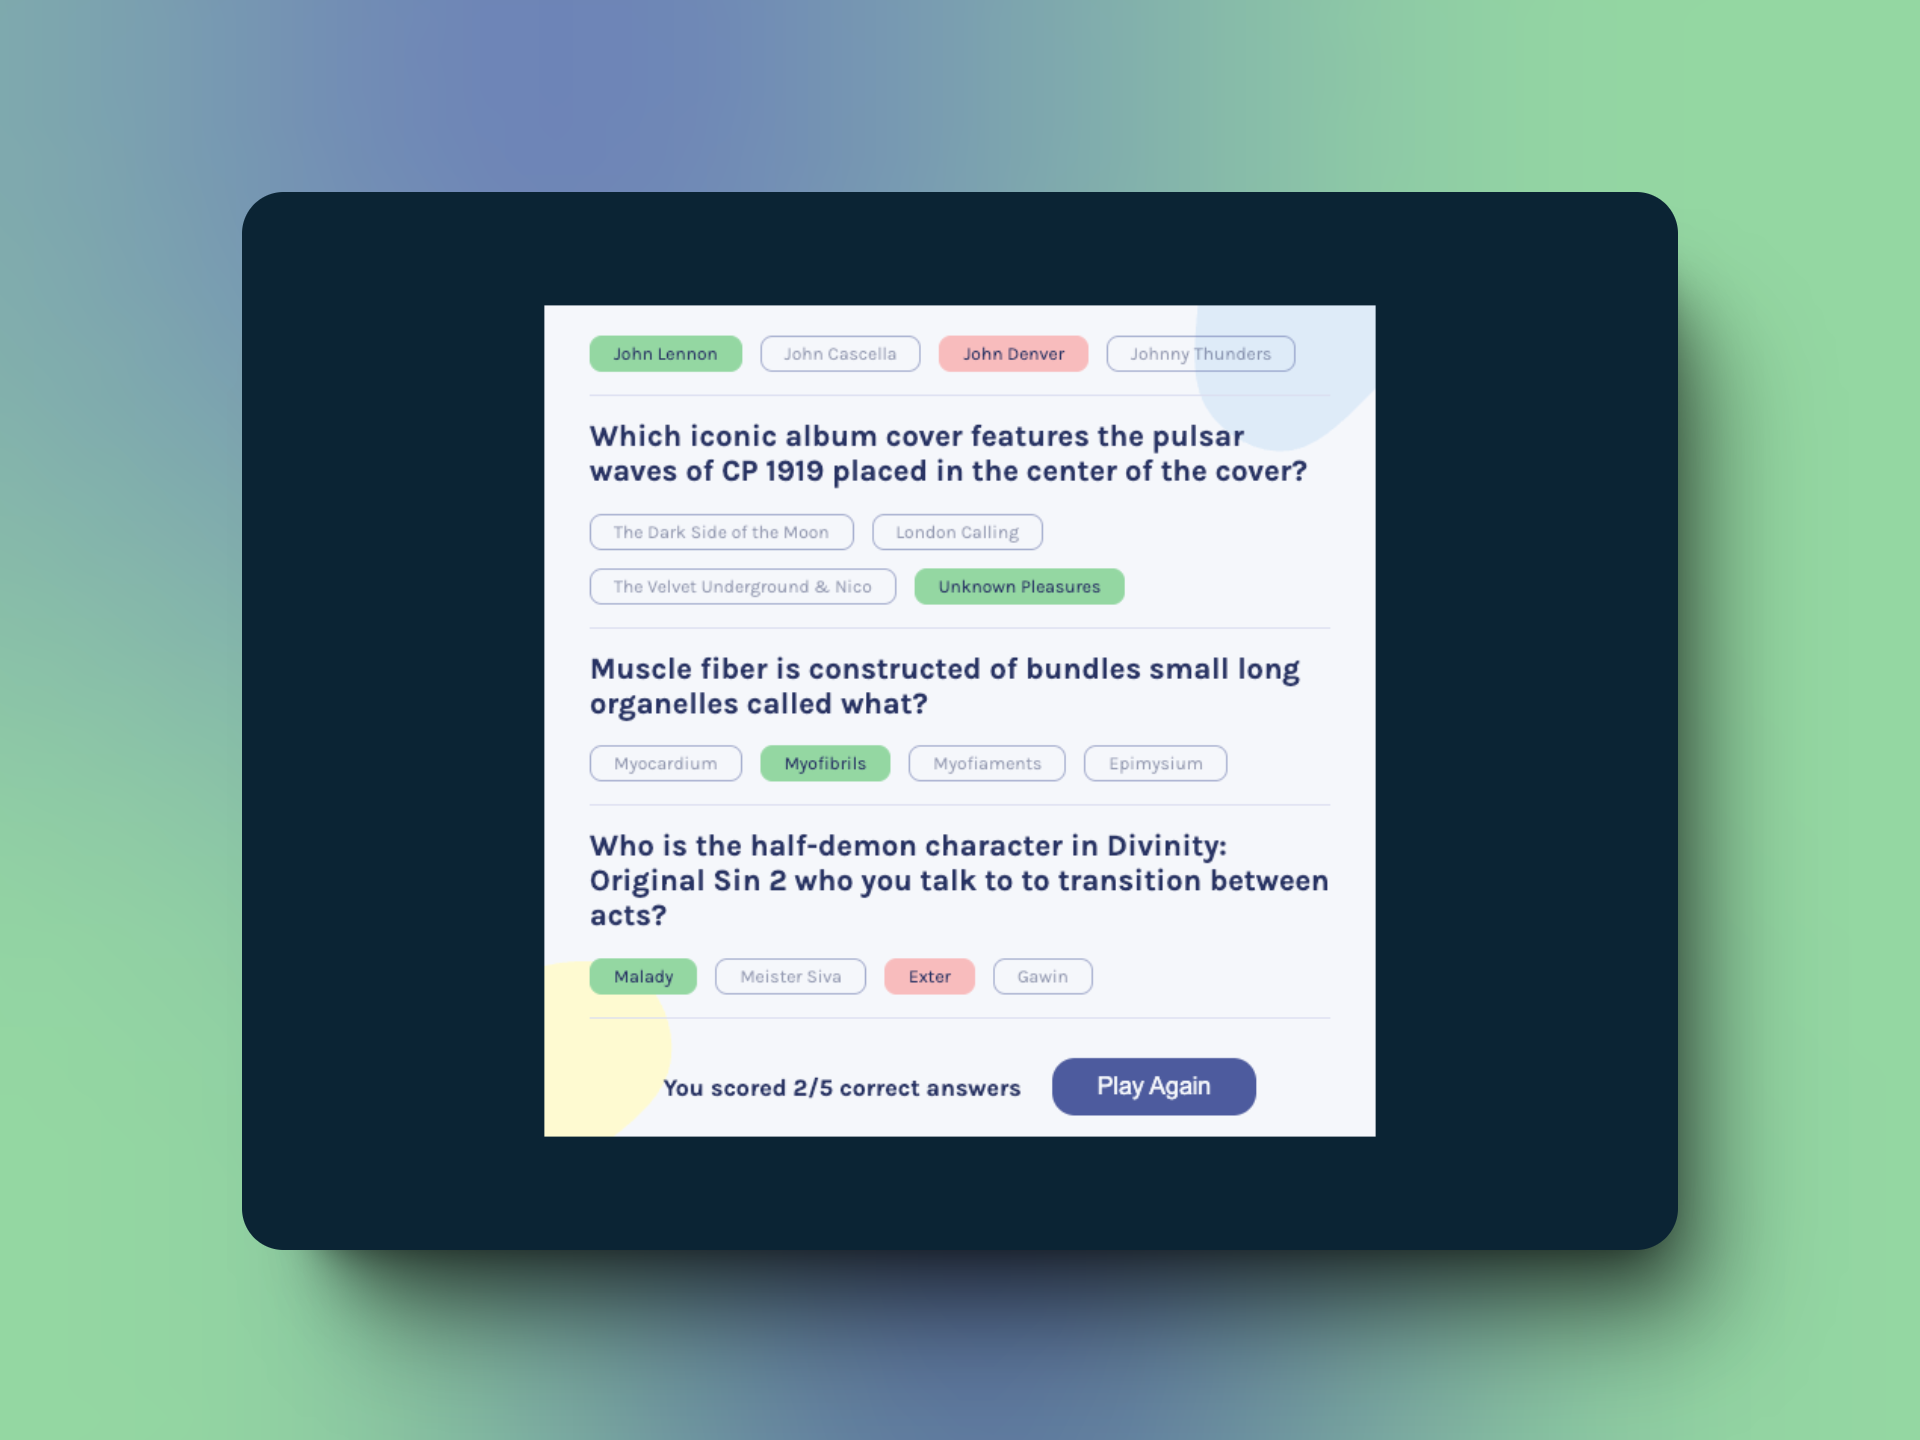 John Lennon John Cascella John Denver Johnny Thunders
Which iconic album cover features the pulsar
waves of CP 1919 placed in the center of the cover?
The Dark Side of the Moon London Calling
The Velvet Underground & Nico Unknown Pleasures
Muscle fiber is constructed of bundles small long
organelles called what?
Myocardium Myofibrils Myofiaments Epimysium
Who is the half-demon character in Divinity:
Original Sin 2 who you talk to to transition between
acts?
Malady Meister Siva Exter Gawin
You scored 2/5 correct answers Play Again